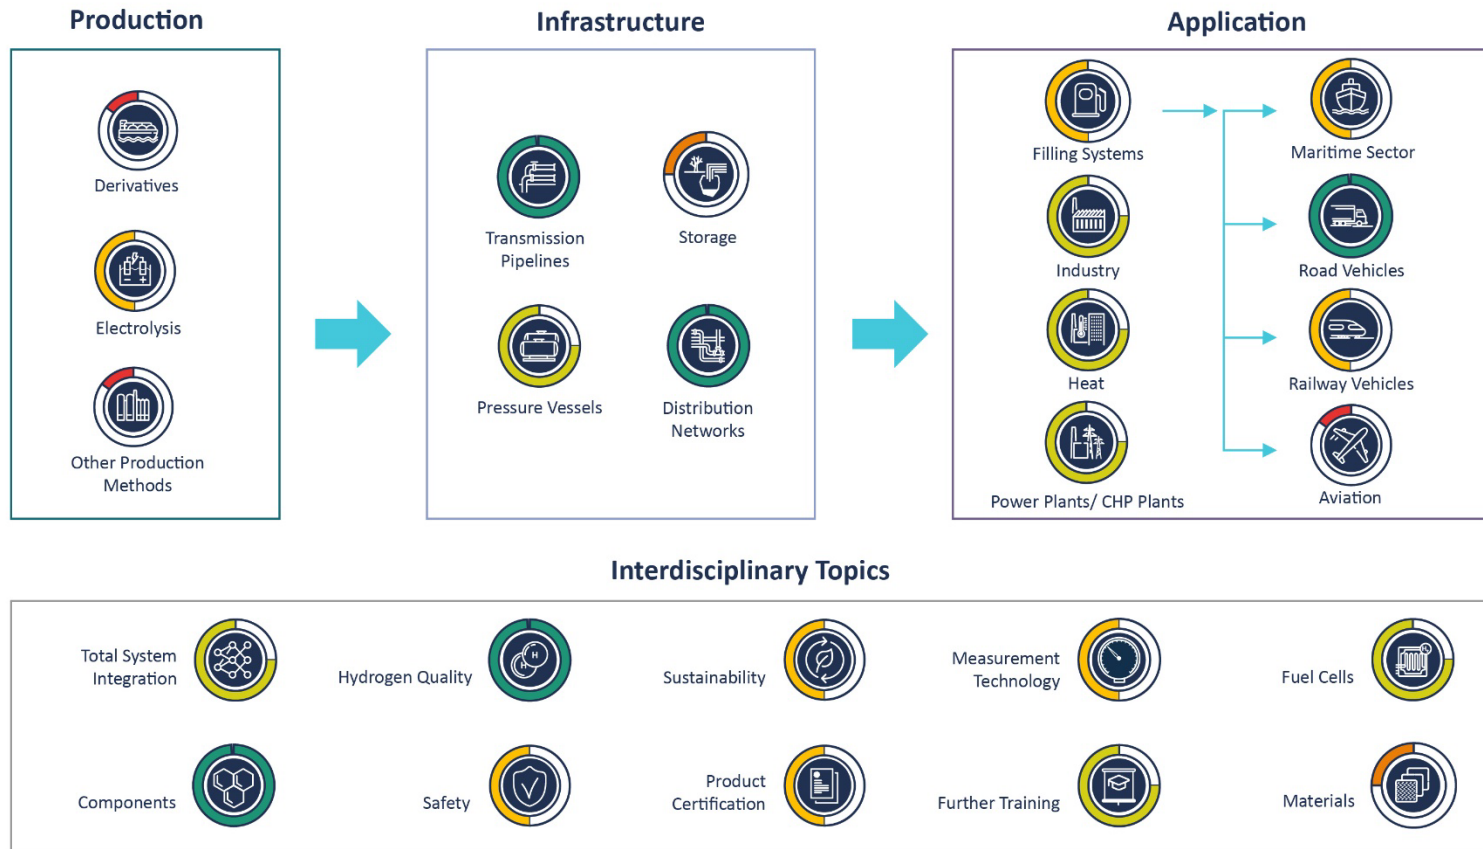 Production
Infrastructure
Application
Derivatives
Electrolysis
Other Production
Methods
Transmission
Pipelines
Storage
Pressure Vessels
Distribution
Networks
Filling Systems
Maritime Sector
Industry
Road Vehicles
Heat
Railway Vehicles
Power Plants/ CHP Plants
Aviation
Interdisciplinary Topics
Total System
Integration
Hydrogen Quality
H
H
Sustainability
Measurement
Technology
Fuel Cells
H₂
Components
Safety
Product
Certification
Further Training
Materials